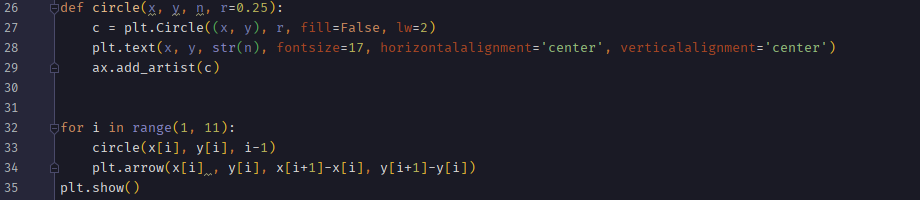 26 def circle(x, y, n, r=0.25):
27 c = plt.Circle((x, y), r, fill=False, lw=2)
28 plt.text(x, y, str(n), fontsize=17, horizontalalignment='center', verticalalignment='center')
29 ax.add_artist(c)
30
31
32 for i in range(1, 11):
33 circle(x[i], y[i], i-1)
34 plt.arrow(x[i] , y[i], x[i+1]-x[i], y[i+1]-y[i])
35 plt.show()